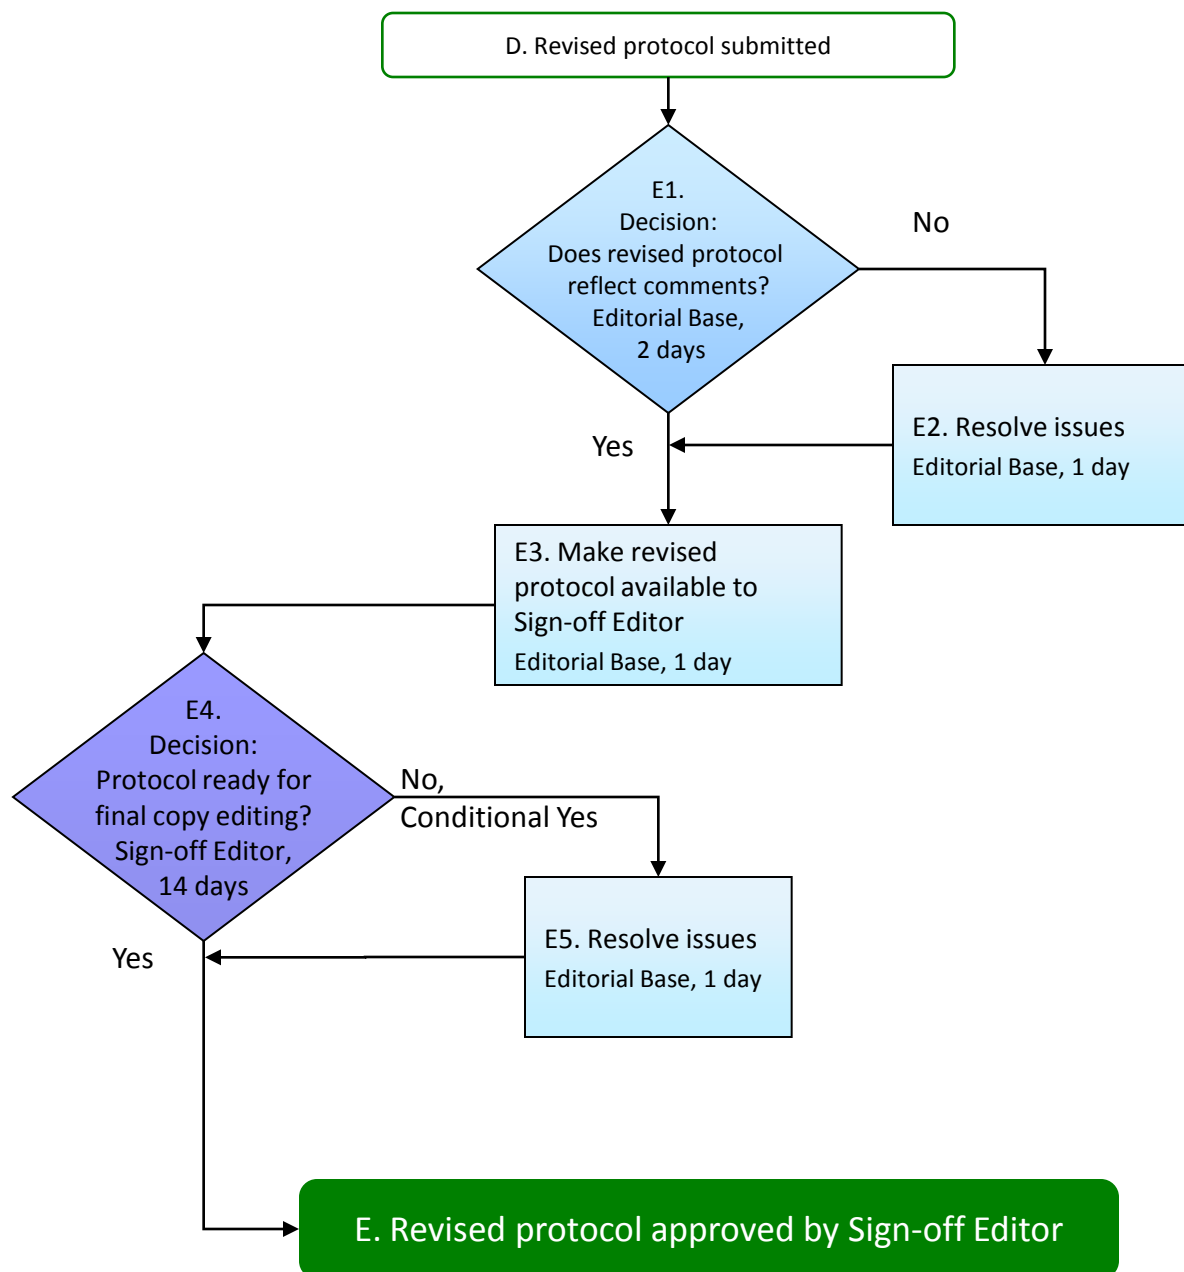 D. Revised protocol submitted
E1.
Decision:
Does revised protocol
reflect comments?
Editorial Base,
2 days
No
E2. Resolve issues
Editorial Base, 1 day
Yes
E3. Make revised
protocol available to
Sign-off Editor
Editorial Base, 1 day
E4.
Decision:
Protocol ready for
final copy editing?
Sign-off Editor,
14 days
No,
Conditional Yes
E5. Resolve issues
Editorial Base, 1 day
Yes
E. Revised protocol approved by Sign-off Editor